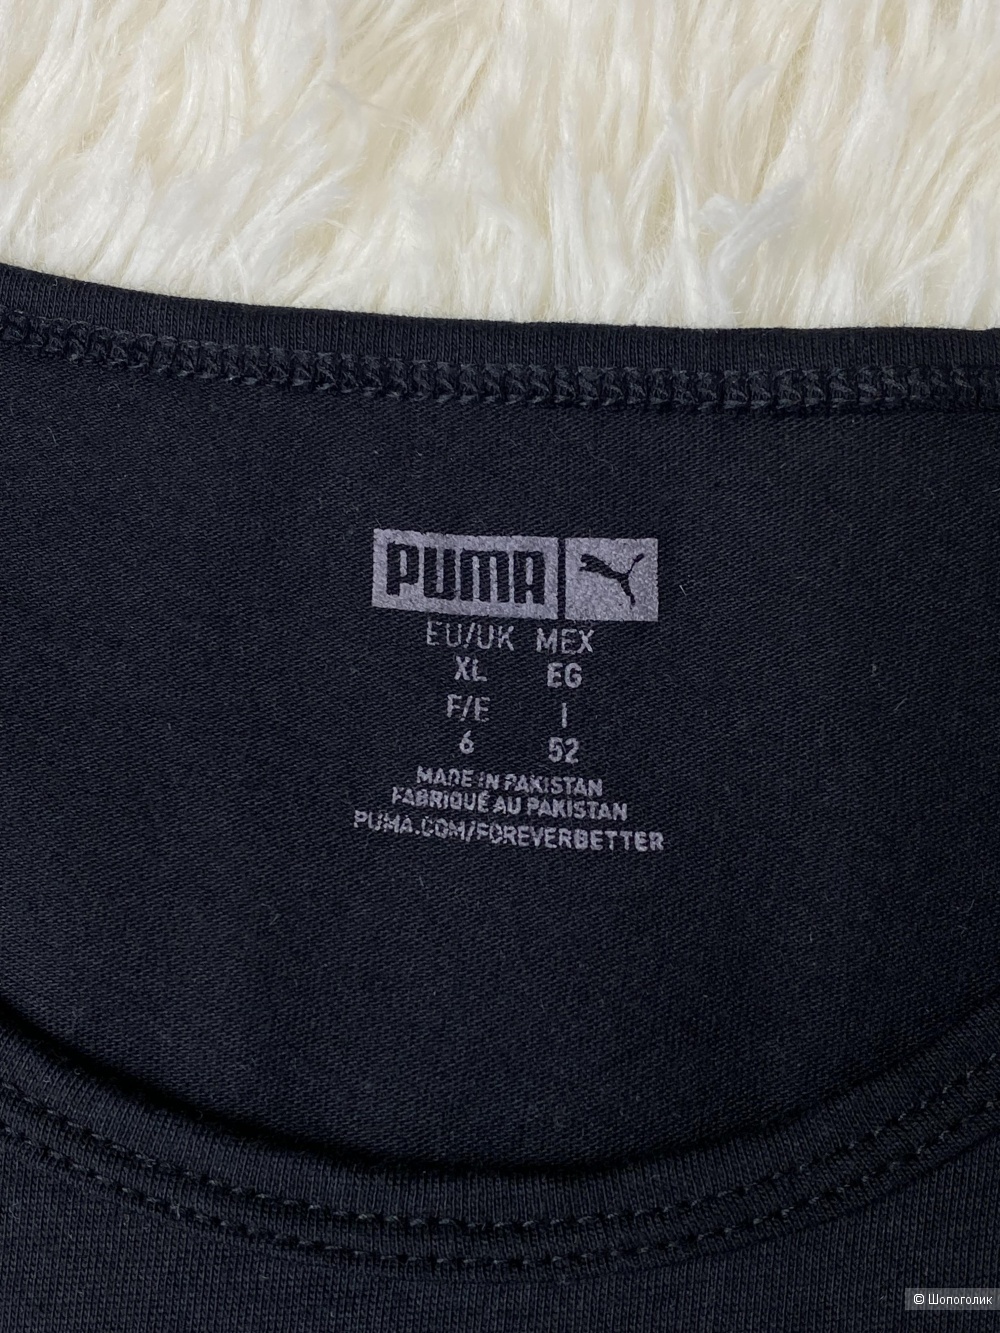 PUMA
EU/UK MEX
XL EG
F/E I
6 52
MADE IN PAKISTAN
FABRIQUÉ AU PAKISTAN
PUMA.COM/FOREVERBETTER
© Шопоголик